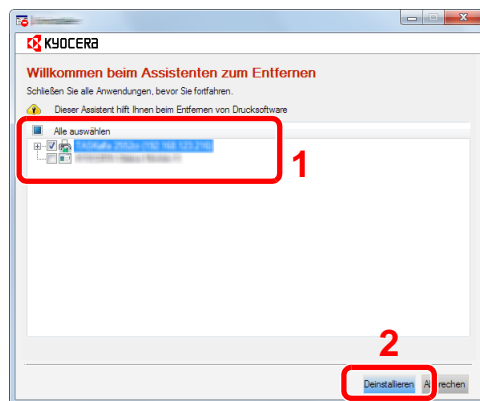 KYOCERA
Willkommen beim Assistenten zum Entfernen
Schließen Sie alle Anwendungen, bevor Sie fortfahren.
Dieser Assistent hilft Ihnen beim Entfernen von Drucksoftware
Alle auswählen
1
2
Deinstallieren